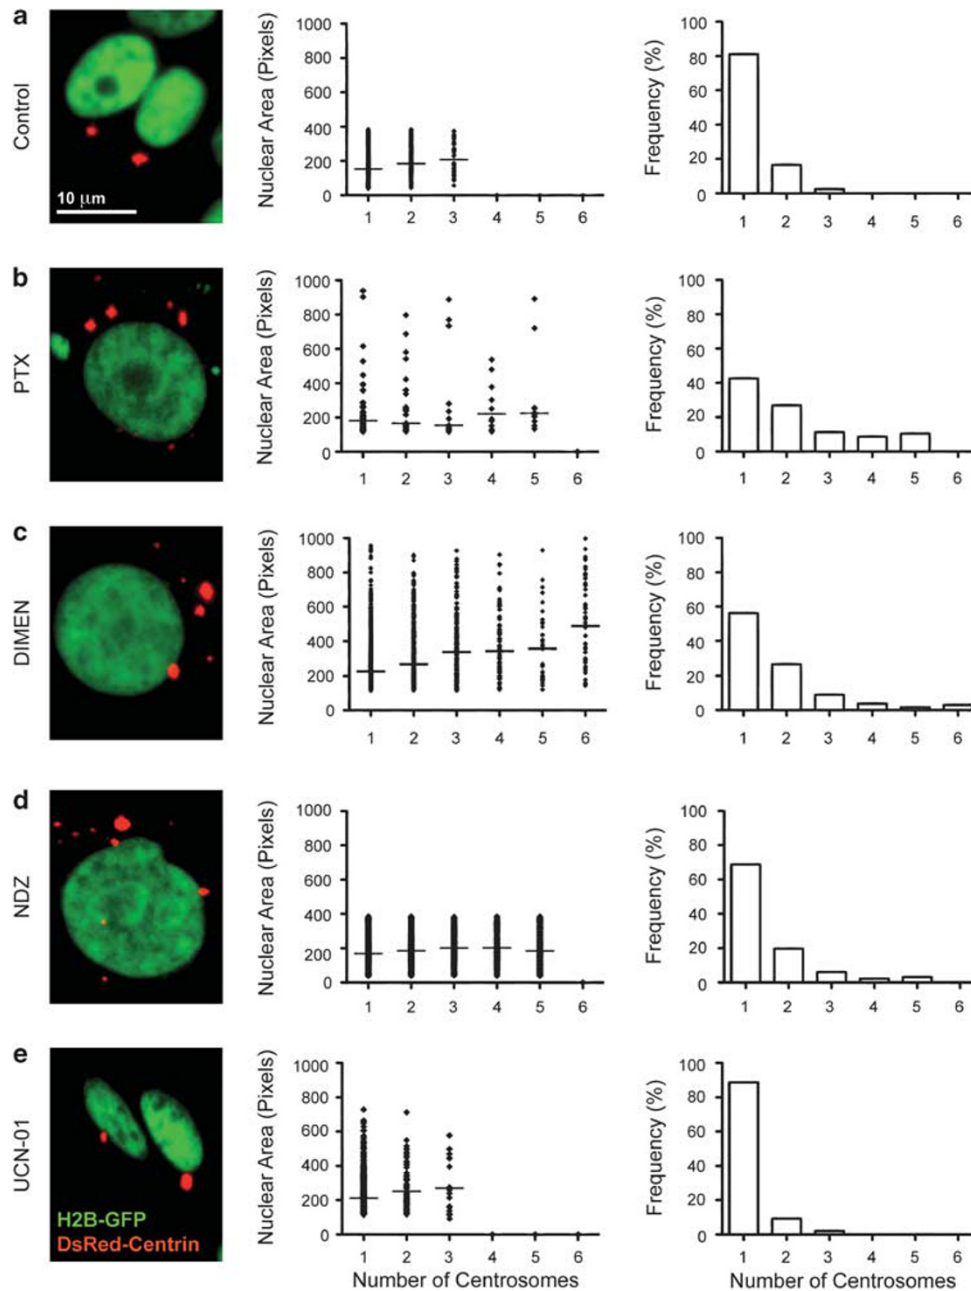 a
Control
10 μm
Nuclear Area (Pixels)
1000
800
600
400
200
0
1 2 3 4 5 6
Frequency (%)
100
80
60
40
20
0
1 2 3 4 5 6
b
PTX
Nuclear Area (Pixels)
1000
800
600
400
200
0
1 2 3 4 5 6
Frequency (%)
100
80
60
40
20
0
1 2 3 4 5 6
c
DIMEN
Nuclear Area (Pixels)
1000
800
600
400
200
0
1 2 3 4 5 6
Frequency (%)
100
80
60
40
20
0
1 2 3 4 5 6
d
NDZ
Nuclear Area (Pixels)
1000
800
600
400
200
0
1 2 3 4 5 6
Frequency (%)
100
80
60
40
20
0
1 2 3 4 5 6
e
UCN-01
H2B-GFP
DsRed-Centrin
Nuclear Area (Pixels)
1000
800
600
400
200
0
1 2 3 4 5 6
Number of Centrosomes
Frequency (%)
100
80
60
40
20
0
1 2 3 4 5 6
Number of Centrosomes